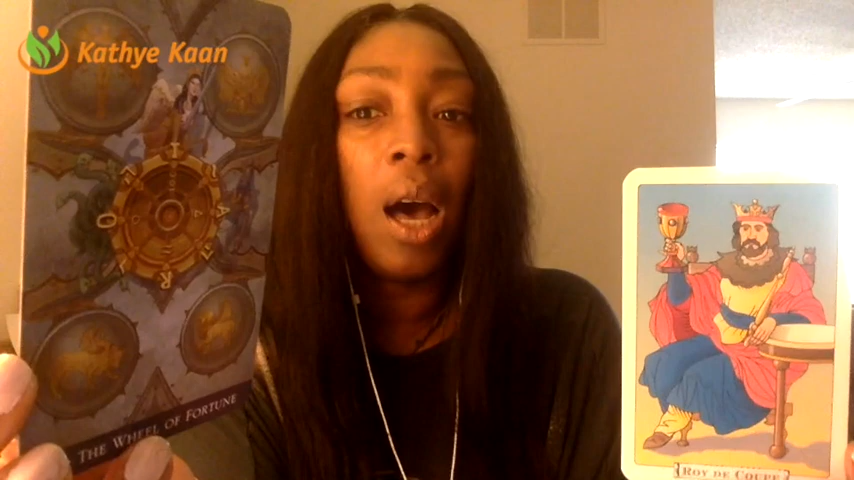 Kathye Kaan
THE WHEEL OF FORTUNE
ROY DE COUPE